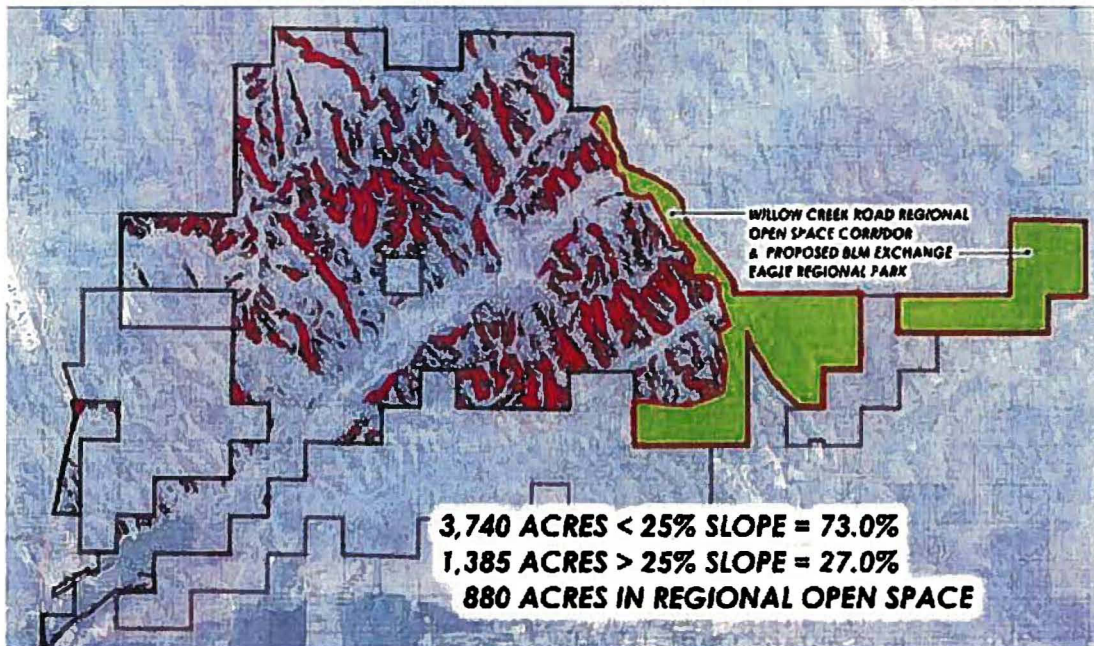 WILLOW CREEK ROAD REGIONAL
OPEN SPACE CORRIDOR
& PROPOSED BLM EXCHANGE
EAGLE REGIONAL PARK
3,740 ACRES < 25% SLOPE = 73.0%
1,385 ACRES > 25% SLOPE = 27.0%
880 ACRES IN REGIONAL OPEN SPACE